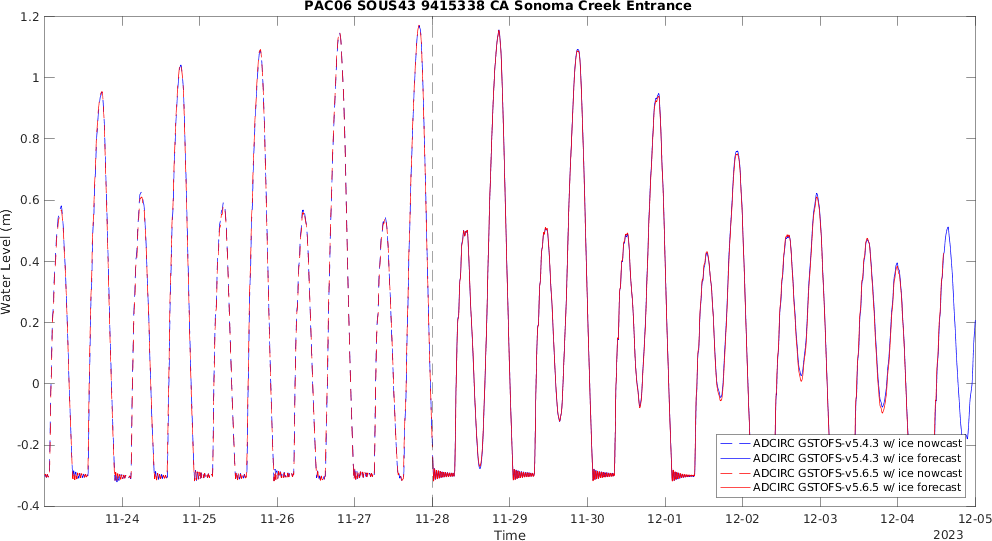 PAC06 SOUS43 9415338 CA Sonoma Creek Entrance
1.2
1
0.8
0.6
0.4
0.2
0
-0.2
-0.4
Water Level (m)
ADCIRC GSTOFS-v5.4.3 w/ ice nowcast
ADCIRC GSTOFS-v5.4.3 w/ ice forecast
ADCIRC GSTOFS-v5.6.5 w/ ice nowcast
ADCIRC GSTOFS-v5.6.5 w/ ice forecast
11-24 11-25 11-26 11-27 11-28 11-29 11-30 12-01 12-02 12-03 12-04 12-05
Time 2023